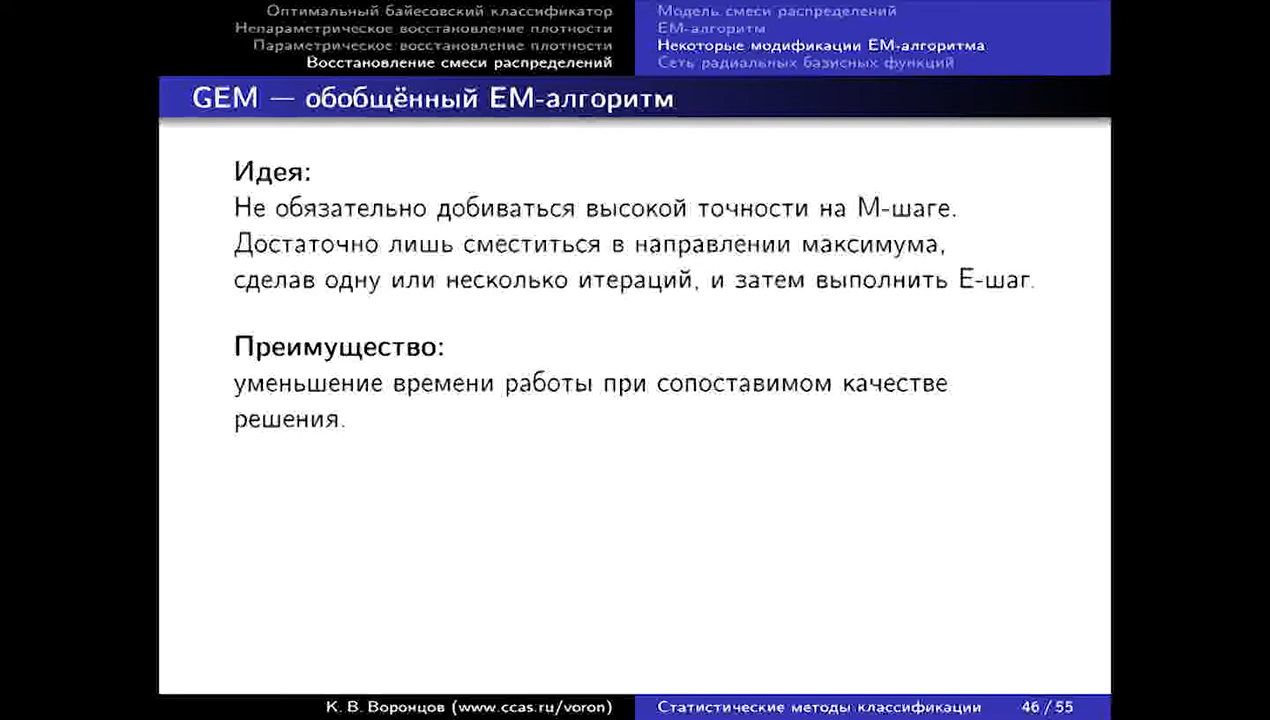 Оптимальный байесовский классификатор
Непараметрическое восстановление плотности
Параметрическое восстановление плотности
Восстановление смеси распределений
Модель смеси распределений
EM-алгоритм
Некоторые модификации EM-алгоритма
Сеть радиальных базисных функций
GEM — обобщённый EM-алгоритм
Идея:
Не обязательно добиваться высокой точности на M-шаге.
Достаточно лишь сместиться в направлении максимума,
сделав одну или несколько итераций, и затем выполнить E-шаг.
Преимущество:
уменьшение времени работы при сопоставимом качестве
решения.
К. В. Воронцов (www.ccas.ru/voron)
Статистические методы классификации
46 / 55